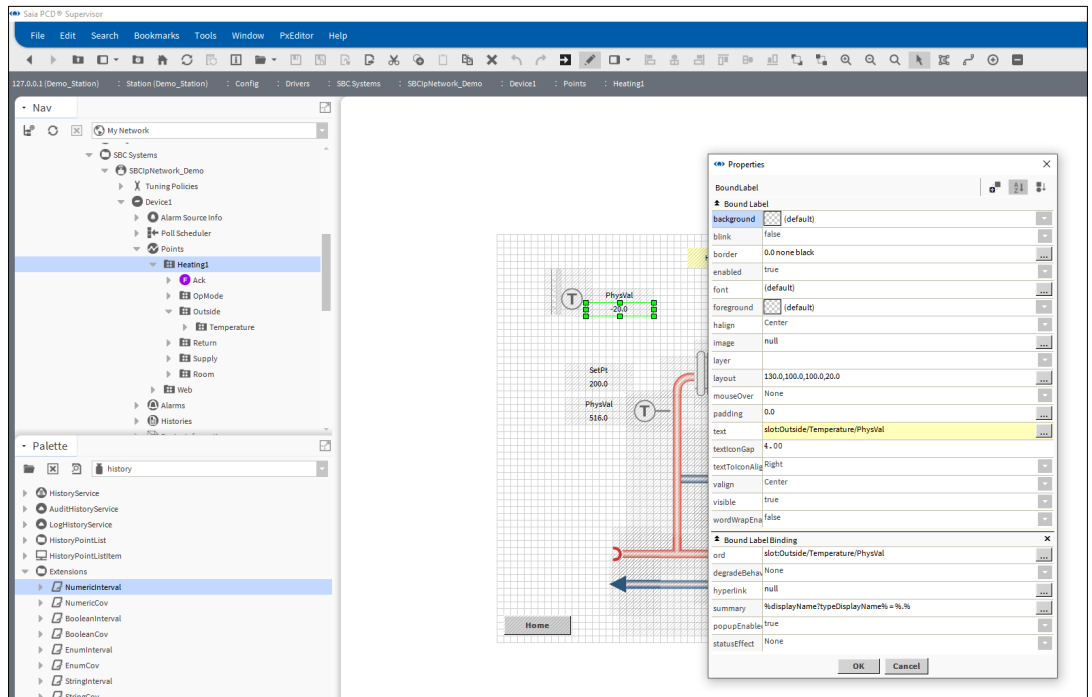 Saia PCD® Supervisor
File Edit Search Bookmarks Tools Window PxEditor Help
127.0.0.1 (Demo_Station) : Station (Demo_Station) : Config : Drivers : SBC Systems : SBCIpNetwork_Demo : Device1 : Points : Heating1
Nav
My Network
SBC Systems
SBCIpNetwork_Demo
Tuning Policies
Device1
Alarm Source Info
Poll Scheduler
Points
Heating1
Ack
OpMode
Outside
Temperature
Return
Supply
Room
Web
Alarms
Histories
Palette
history
HistoryService
AuditHistoryService
LogHistoryService
HistoryPointList
HistoryPointListItem
Extensions
NumericInterval
NumericCov
BooleanInterval
BooleanCov
EnumInterval
EnumCov
StringInterval
StringCov
T
PhysVal
-20.0
SetPt
200.0
PhysVal
516.0
T
Home
Properties
BoundLabel
Bound Label
background (default)
blink false
border 0.0 none black
enabled true
font (default)
foreground (default)
halign Center
image null
layer
layout 130.0,100.0,100.0,20.0
mouseOver None
padding 0.0
text slot:Outside/Temperature/PhysVal
textIconGap 4.00
textToIconAlig Right
valign Center
visible true
wordWrapEna false
Bound Label Binding
ord slot:Outside/Temperature/PhysVal
degradeBehav None
hyperlink null
summary %displayName?typeDisplayName% = %.%
popupEnable true
statusEffect None
OK Cancel